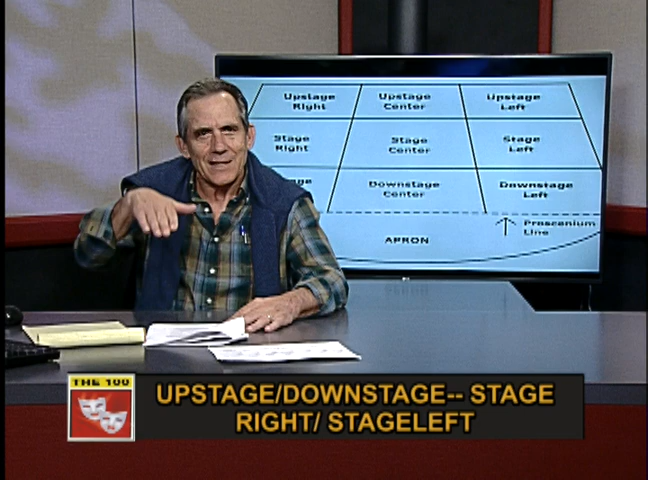 Upstage Right
Upstage Center
Upstage Left
Stage Right
Stage Center
Stage Left
Downstage Center
Downstage Left
APRON
Proscenium Line
THE 100
UPSTAGE/DOWNSTAGE-- STAGE
RIGHT/ STAGELEFT